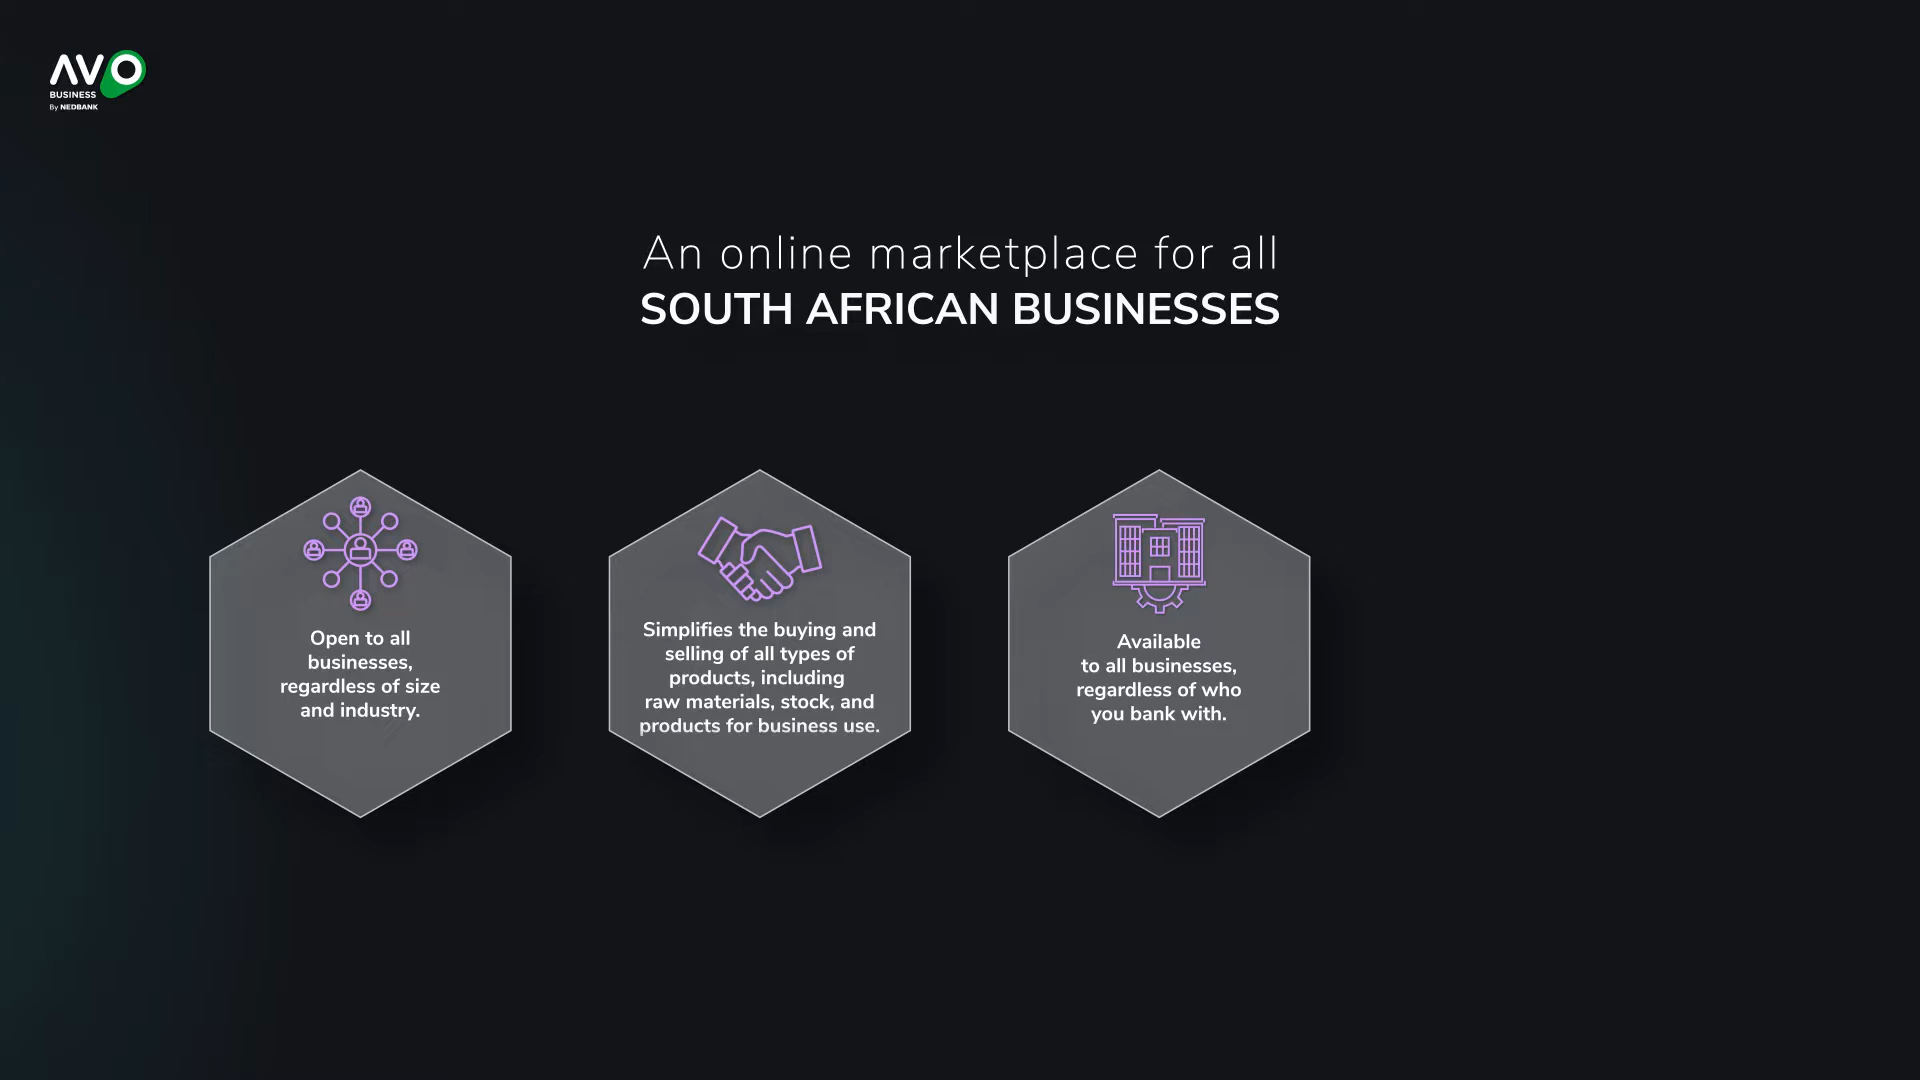 AVO
BUSINESS
By NEDBANK
An online marketplace for all
SOUTH AFRICAN BUSINESSES
Open to all
businesses,
regardless of size
and industry.
Simplifies the buying and
selling of all types of
products, including
raw materials, stock, and
products for business use.
Available
to all businesses,
regardless of who
you bank with.